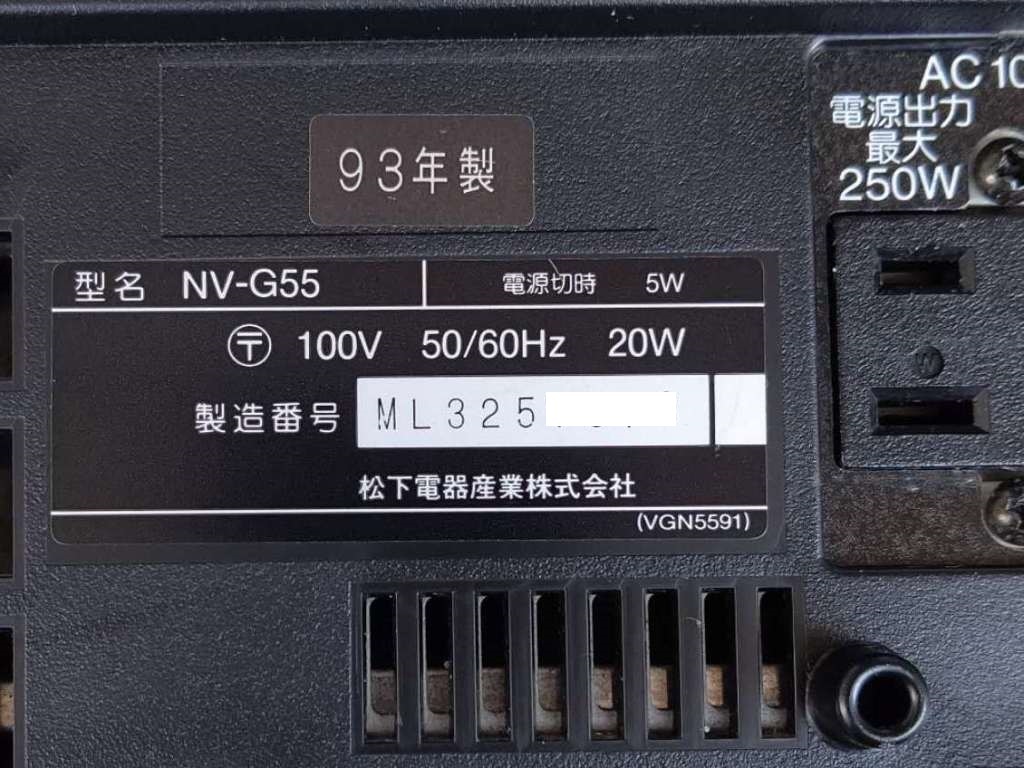 93年製
AC 10
電源出力
最大
250W
型名 NV-G55 電源切時 5W
〒 100V 50/60Hz 20W
製造番号 ML325
松下電器産業株式会社
(VGN5591)